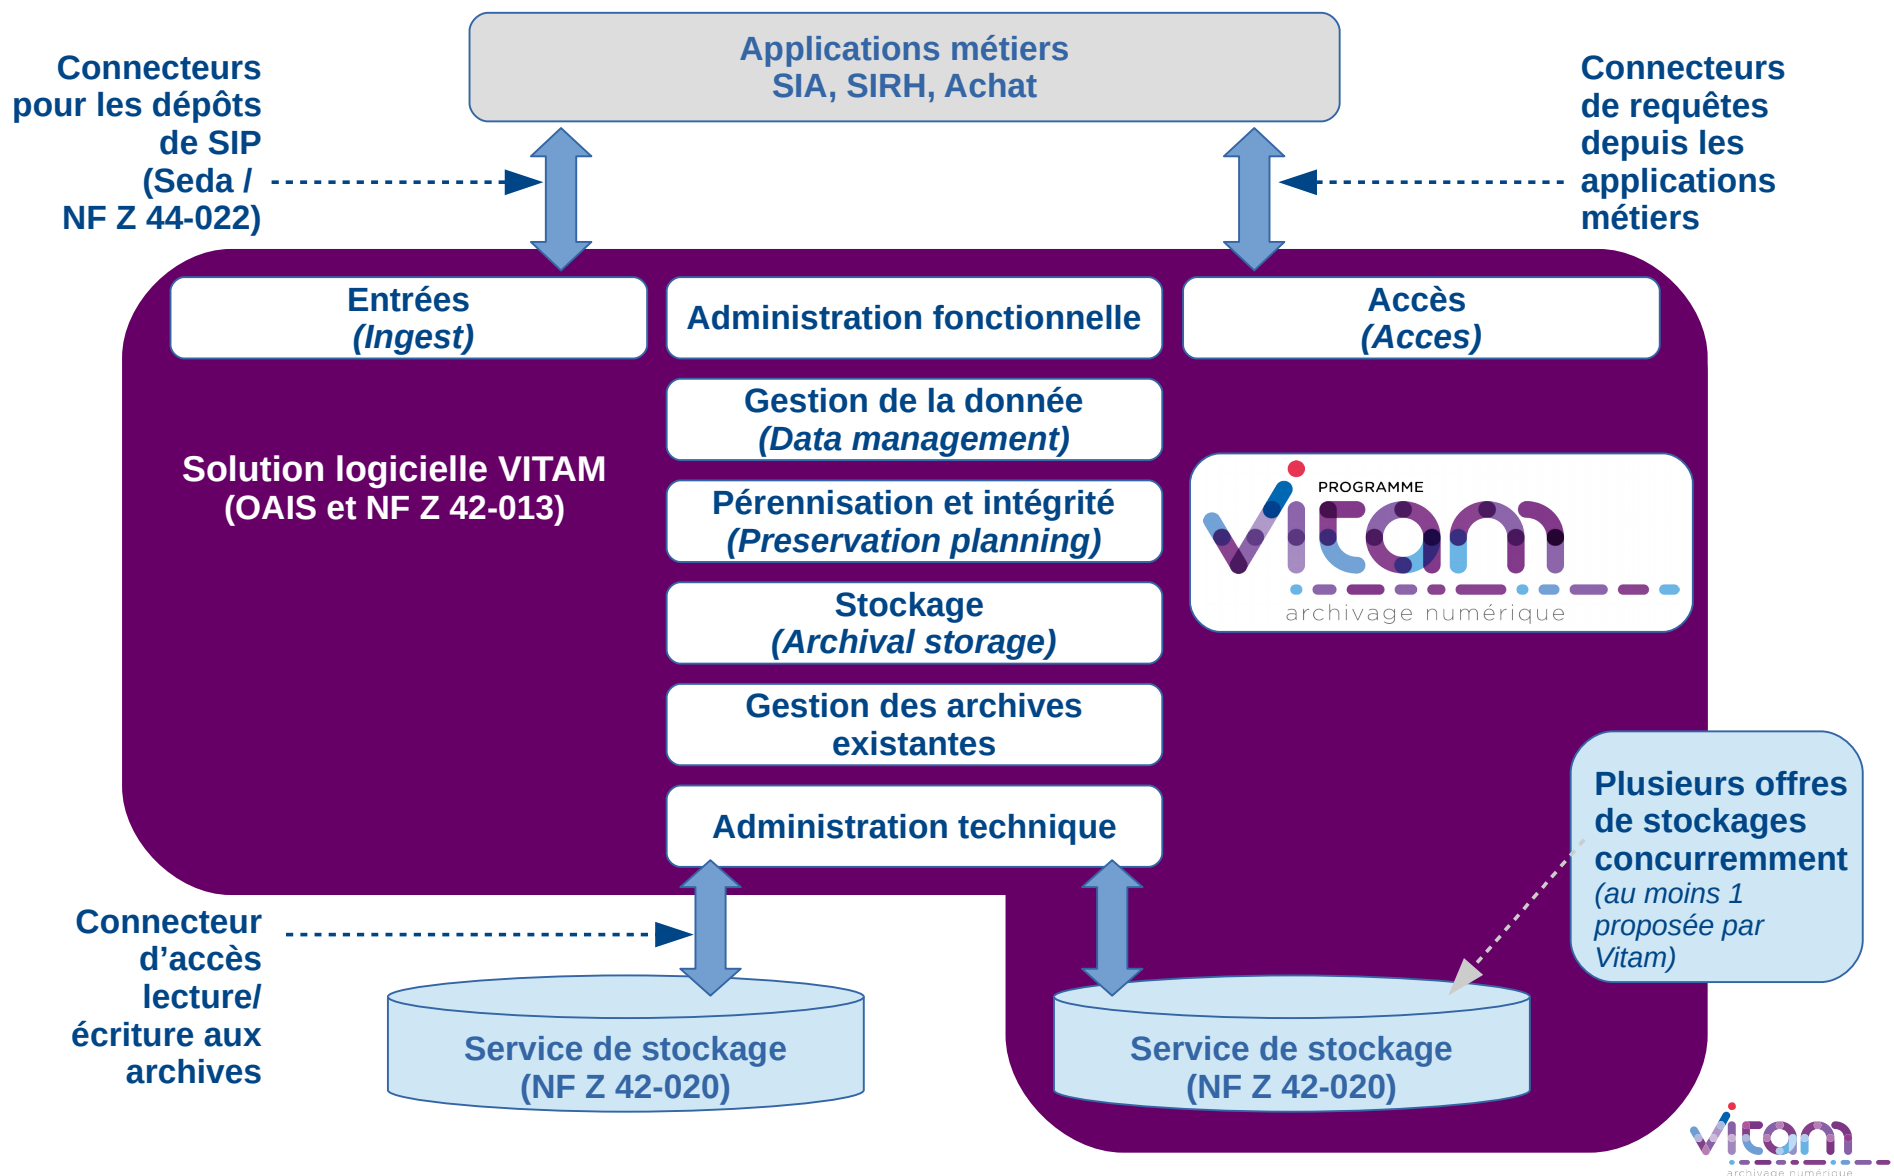 Applications métiers
SIA, SIRH, Achat
Connecteurs
pour les dépôts
de SIP
(Seda /
NF Z 44-022)
Connecteurs
de requêtes
depuis les
applications
métiers
Entrées
(Ingest)
Administration fonctionnelle
Accès
(Acces)
Gestion de la donnée
(Data management)
Solution logicielle VITAM
(OAIS et NF Z 42-013)
Pérennisation et intégrité
(Preservation planning)
PROGRAMME
vitam
archivage numérique
Stockage
(Archival storage)
Gestion des archives
existantes
Administration technique
Plusieurs offres
de stockages
concurremment
(au moins 1
proposée par
Vitam)
Connecteur
d’accès
lecture/
écriture aux
archives
Service de stockage
(NF Z 42-020)
Service de stockage
(NF Z 42-020)
vitam
archivage numérique